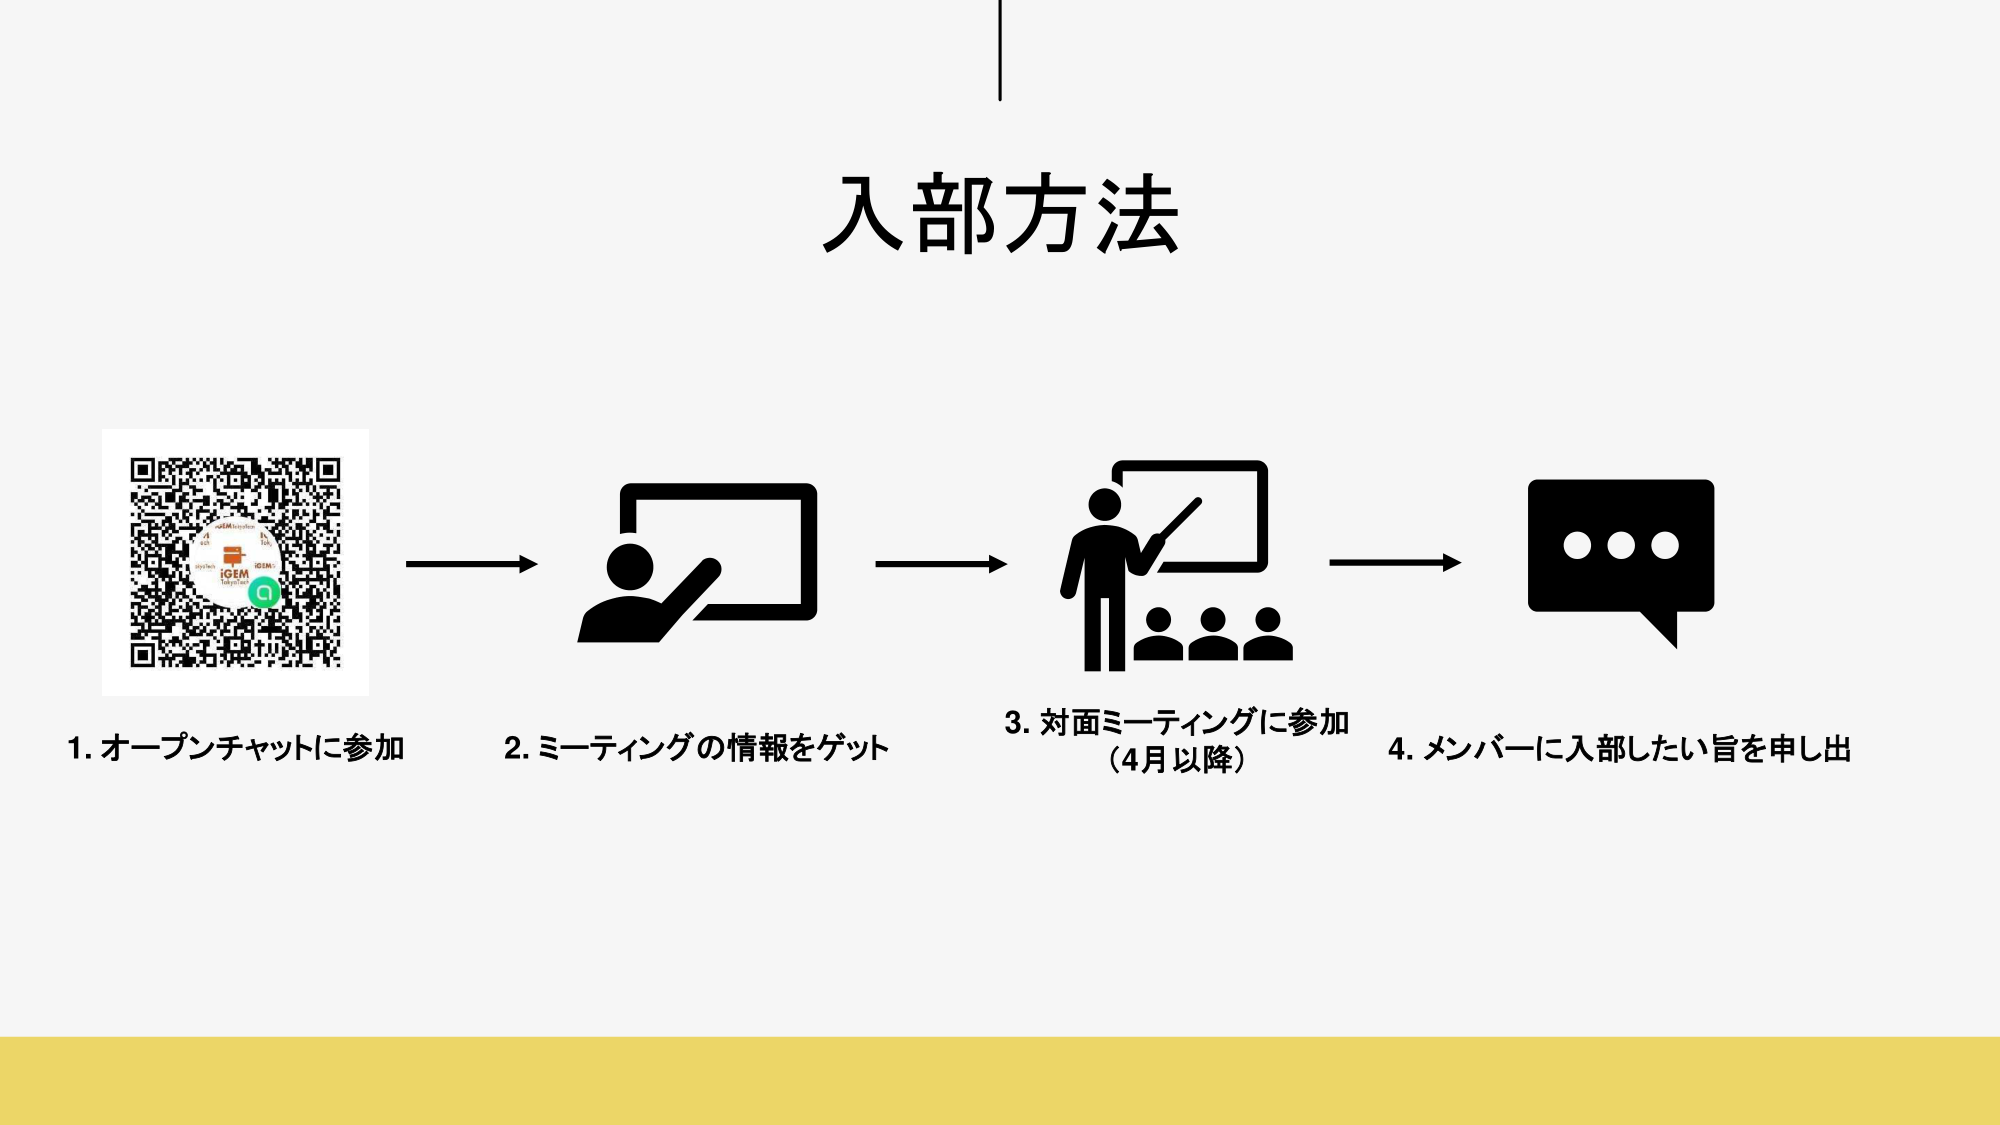 入部方法
iGEM
TokyoTech
1. オープンチャットに参加
2. ミーティングの情報をゲット
3. 対面ミーティングに参加
（4月以降）
4. メンバーに入部したい旨を申し出